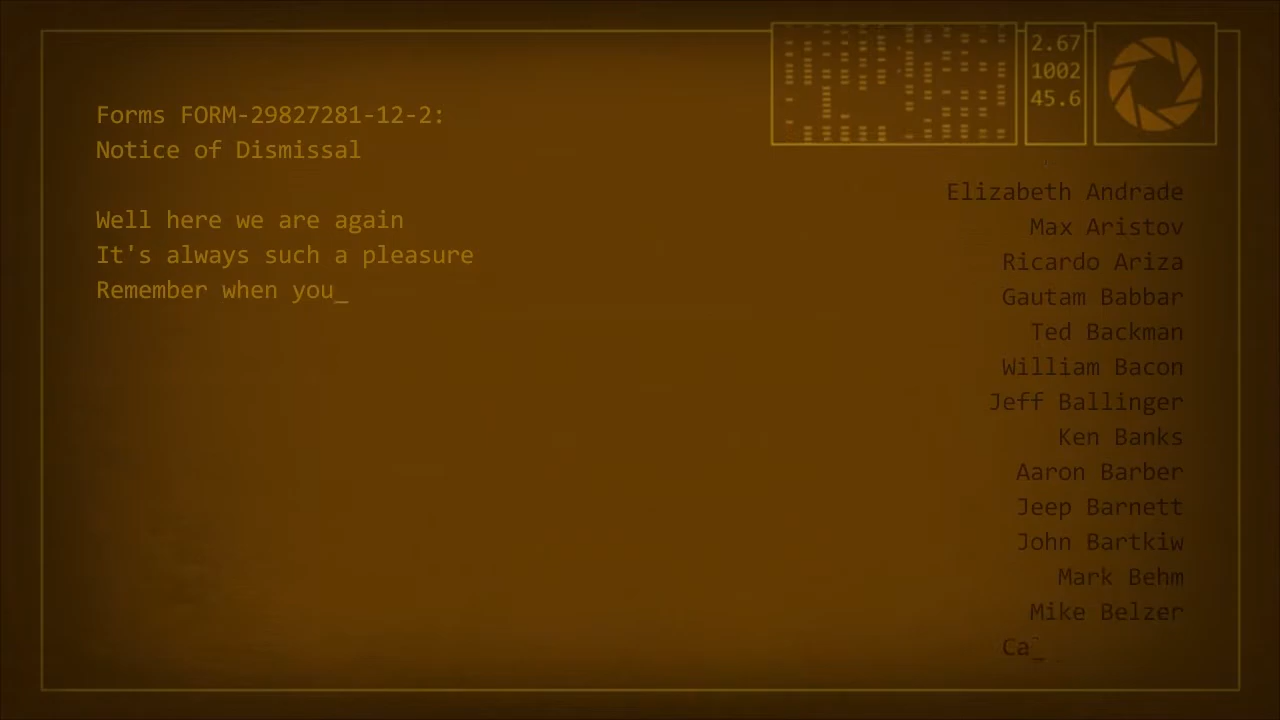 Forms FORM-29827281-12-2:
Notice of Dismissal
Well here we are again
It's always such a pleasure
Remember when you_
2.67
1002
45.6
Elizabeth Andrade
Max Aristov
Ricardo Ariza
Gautam Babbar
Ted Backman
William Bacon
Jeff Ballinger
Ken Banks
Aaron Barber
Jeep Barnett
John Bartkiw
Mark Behm
Mike Belzer
Ca_